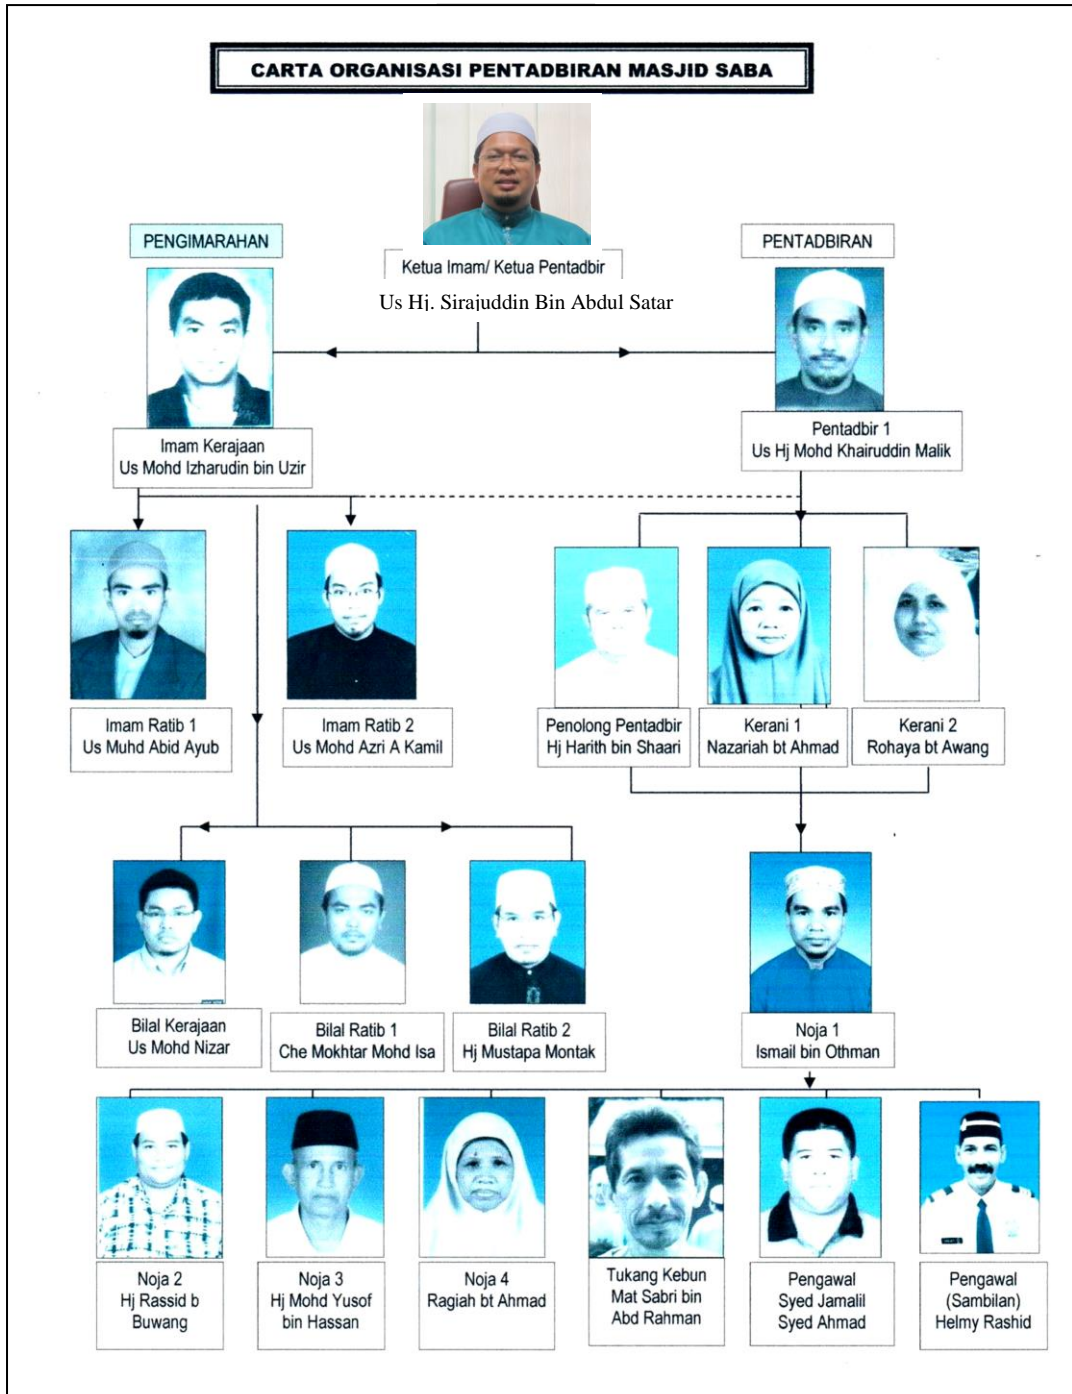 CARTA ORGANISASI PENTADBIRAN MASJID SABA
PENGIMARAHAN
PENTADBIRAN
Ketua Imam/ Ketua Pentadbir
Us Hj. Sirajuddin Bin Abdul Satar
Imam Kerajaan
Us Mohd Izharudin bin Uzir
Pentadbir 1
Us Hj Mohd Khairuddin Malik
Imam Ratib 1
Us Muhd Abid Ayub
Imam Ratib 2
Us Mohd Azri A Kamil
Penolong Pentadbir
Hj Harith bin Shaari
Kerani 1
Nazariah bt Ahmad
Kerani 2
Rohaya bt Awang
Bilal Kerajaan
Us Mohd Nizar
Bilal Ratib 1
Che Mokhtar Mohd Isa
Bilal Ratib 2
Hj Mustapa Montak
Noja 1
Ismail bin Othman
Noja 2
Hj Rassid b
Buwang
Noja 3
Hj Mohd Yusof
bin Hassan
Noja 4
Ragiah bt Ahmad
Tukang Kebun
Mat Sabri bin
Abd Rahman
Pengawal
Syed Jamalil
Syed Ahmad
Pengawal
(Sambilan)
Helmy Rashid